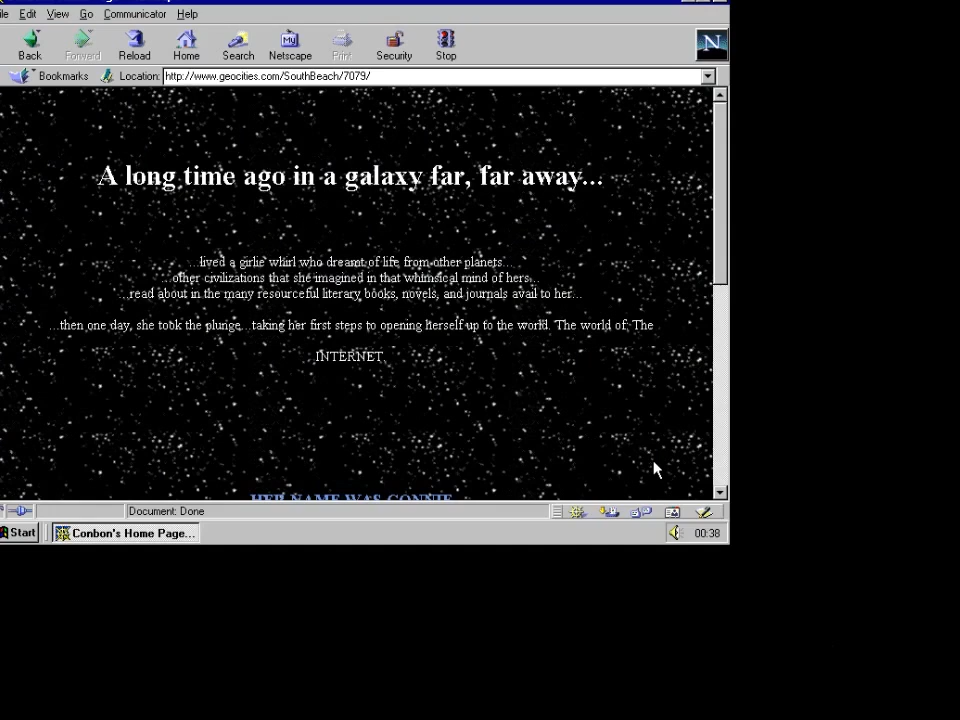 Edit View Go Communicator Help
Back Forward Reload Home Search Netscape Print Security Stop
Bookmarks Location: http://www.geocities.com/SouthBeach/7079/
A long time ago in a galaxy far, far away...
...lived a girlie whirl who dreamt of life from other planets...
...other civilizations that she imagined in that whimsical mind of hers...
...read about in the many resourceful literary books, novels, and journals avail to her...
...then one day, she took the plunge...taking her first steps to opening herself up to the world. The world of: The
INTERNET.
HER NAME WAS CONNIE
Document: Done
Start Conbon's Home Page... 00:38